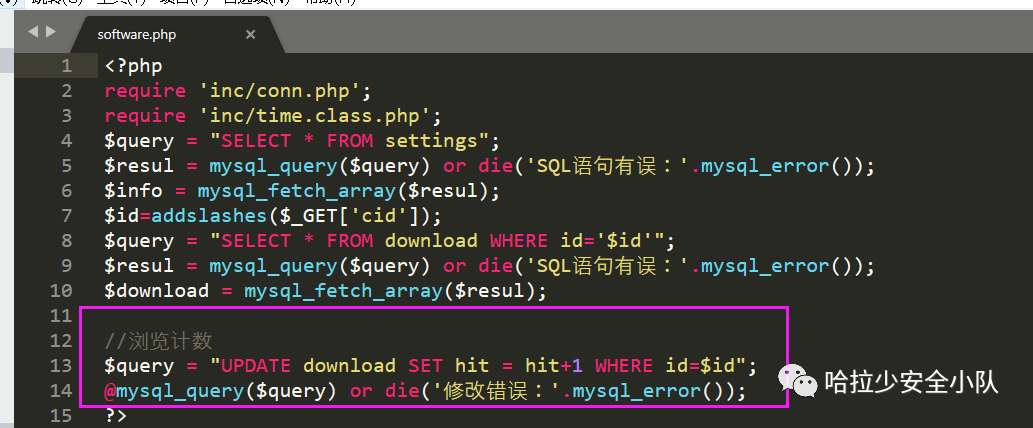 software.php ×
1 <?php
2 require 'inc/conn.php';
3 require 'inc/time.class.php';
4 $query = "SELECT * FROM settings";
5 $resul = mysql_query($query) or die('SQL语句有误：'.mysql_error());
6 $info = mysql_fetch_array($resul);
7 $id=addslashes($_GET['cid']);
8 $query = "SELECT * FROM download WHERE id='$id'";
9 $resul = mysql_query($query) or die('SQL语句有误：'.mysql_error());
10 $download = mysql_fetch_array($resul);
11
12 //浏览计数
13 $query = "UPDATE download SET hit = hit+1 WHERE id=$id";
14 @mysql_query($query) or die('修改错误：'.mysql_error());
15 ?>
哈拉少安全小队